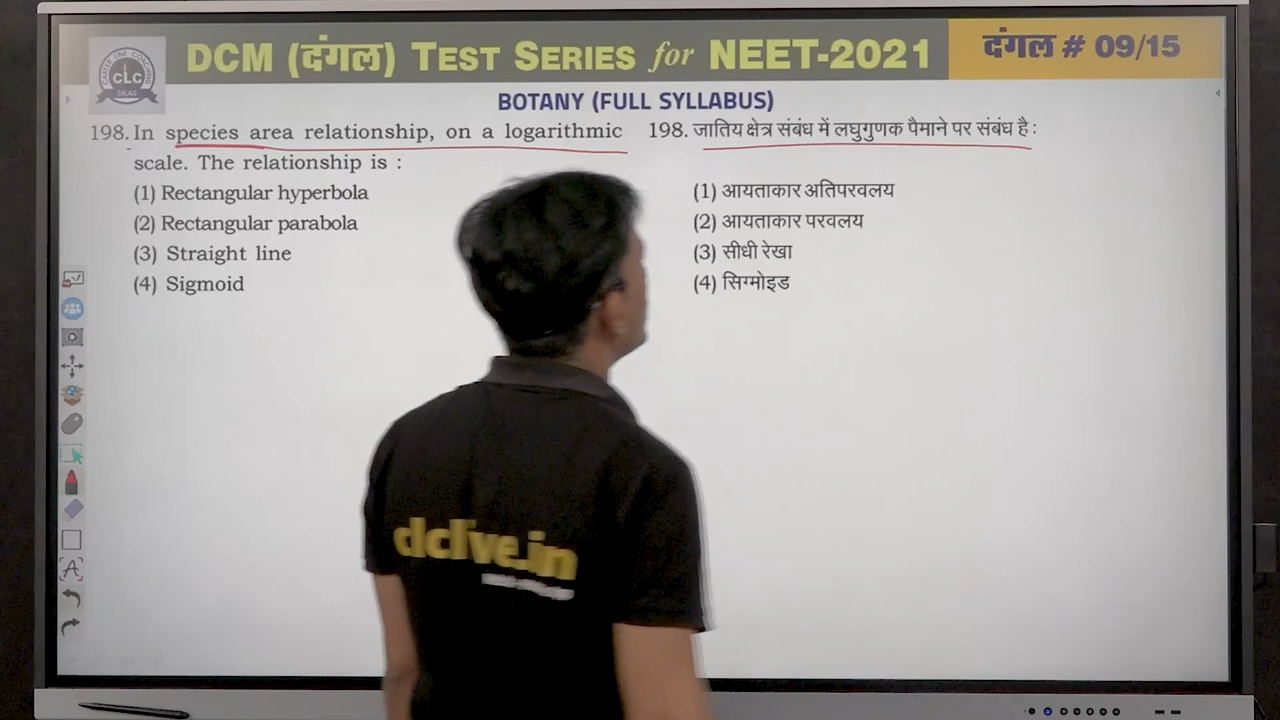 DCM (दंगल) TEST SERIES for NEET-2021
दंगल # 09/15
CLC
SIKAR
BOTANY (FULL SYLLABUS)
198. In species area relationship, on a logarithmic
scale. The relationship is :
(1) Rectangular hyperbola
(2) Rectangular parabola
(3) Straight line
(4) Sigmoid
198. जातिय क्षेत्र संबंध में लघुगुणक पैमाने पर संबंध है :
(1) आयताकार अतिपरवलय
(2) आयताकार परवलय
(3) सीधी रेखा
(4) सिग्मोइड